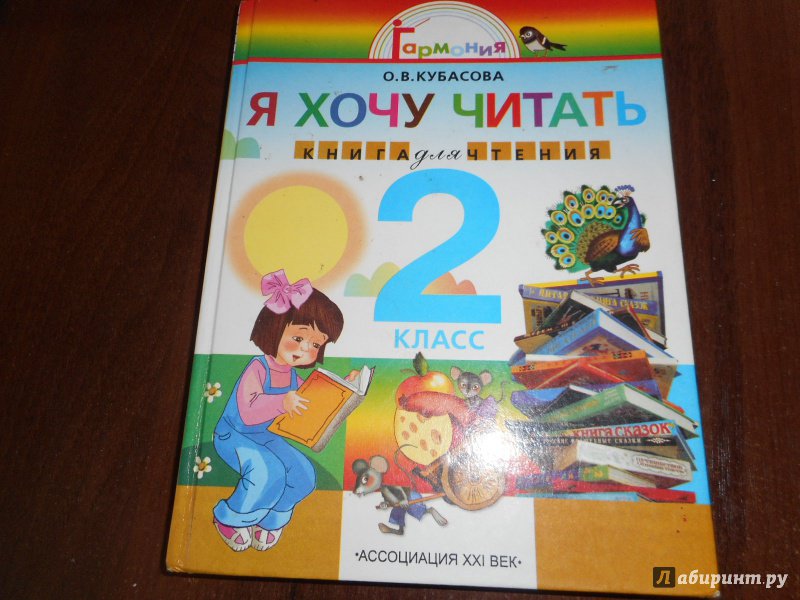 Гармония
О.В.КУБАСОВА
Я ХОЧУ ЧИТАТЬ
КНИГА для ЧТЕНИЯ
2
КЛАСС
КНИГА СКАЗОК
•АССОЦИАЦИЯ XXI ВЕК•
Лабиринт.ру